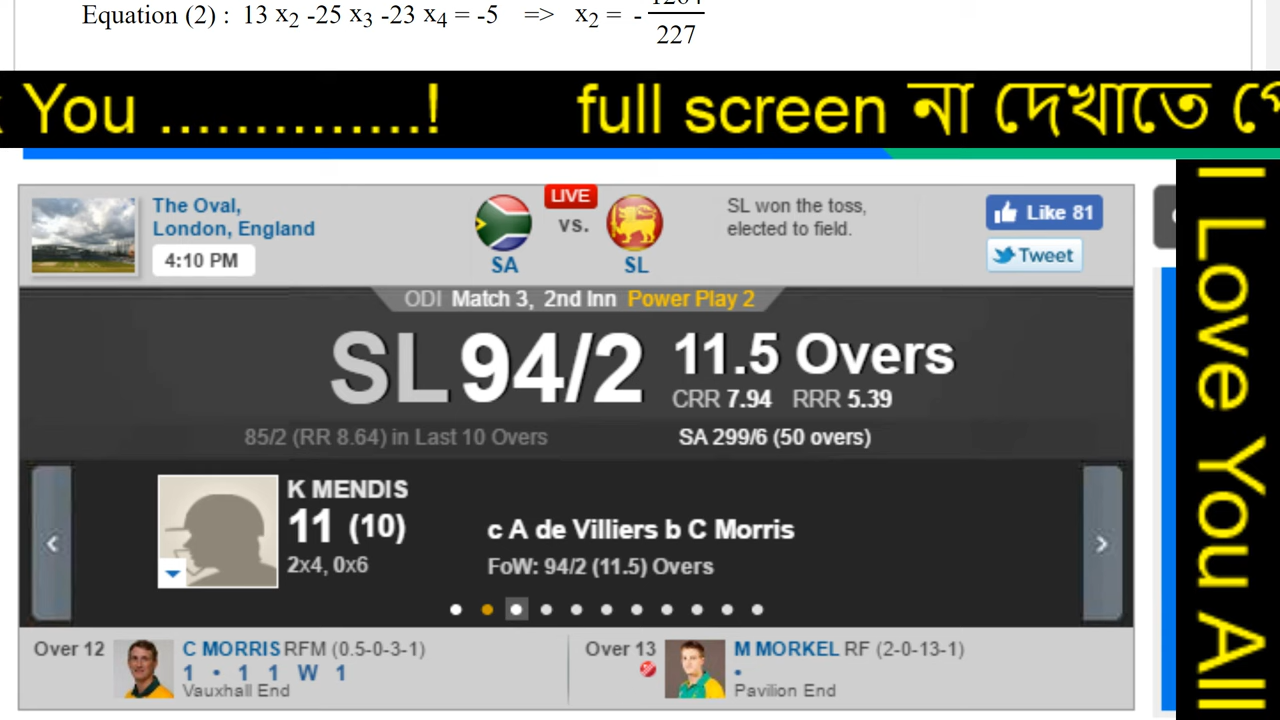 Equation (2) : 13 x2 -25 x3 -23 x4 = -5 => x2 = -
227
You ..............! full screen না দেখাতে
The Oval,
London, England
4:10 PM
LIVE
vs.
SA
SL
SL won the toss,
elected to field.
Like 81
Tweet
ODI Match 3, 2nd Inn Power Play 2
SL 94/2 11.5 Overs
CRR 7.94 RRR 5.39
85/2 (RR 8.64) in Last 10 Overs
SA 299/6 (50 overs)
K MENDIS
11 (10)
2x4, 0x6
c A de Villiers b C Morris
FoW: 94/2 (11.5) Overs
Over 12
C MORRIS RFM (0.5-0-3-1)
1 • 1 1 W 1
Vauxhall End
Over 13
M MORKEL RF (2-0-13-1)
•
Pavilion End
I Love You All